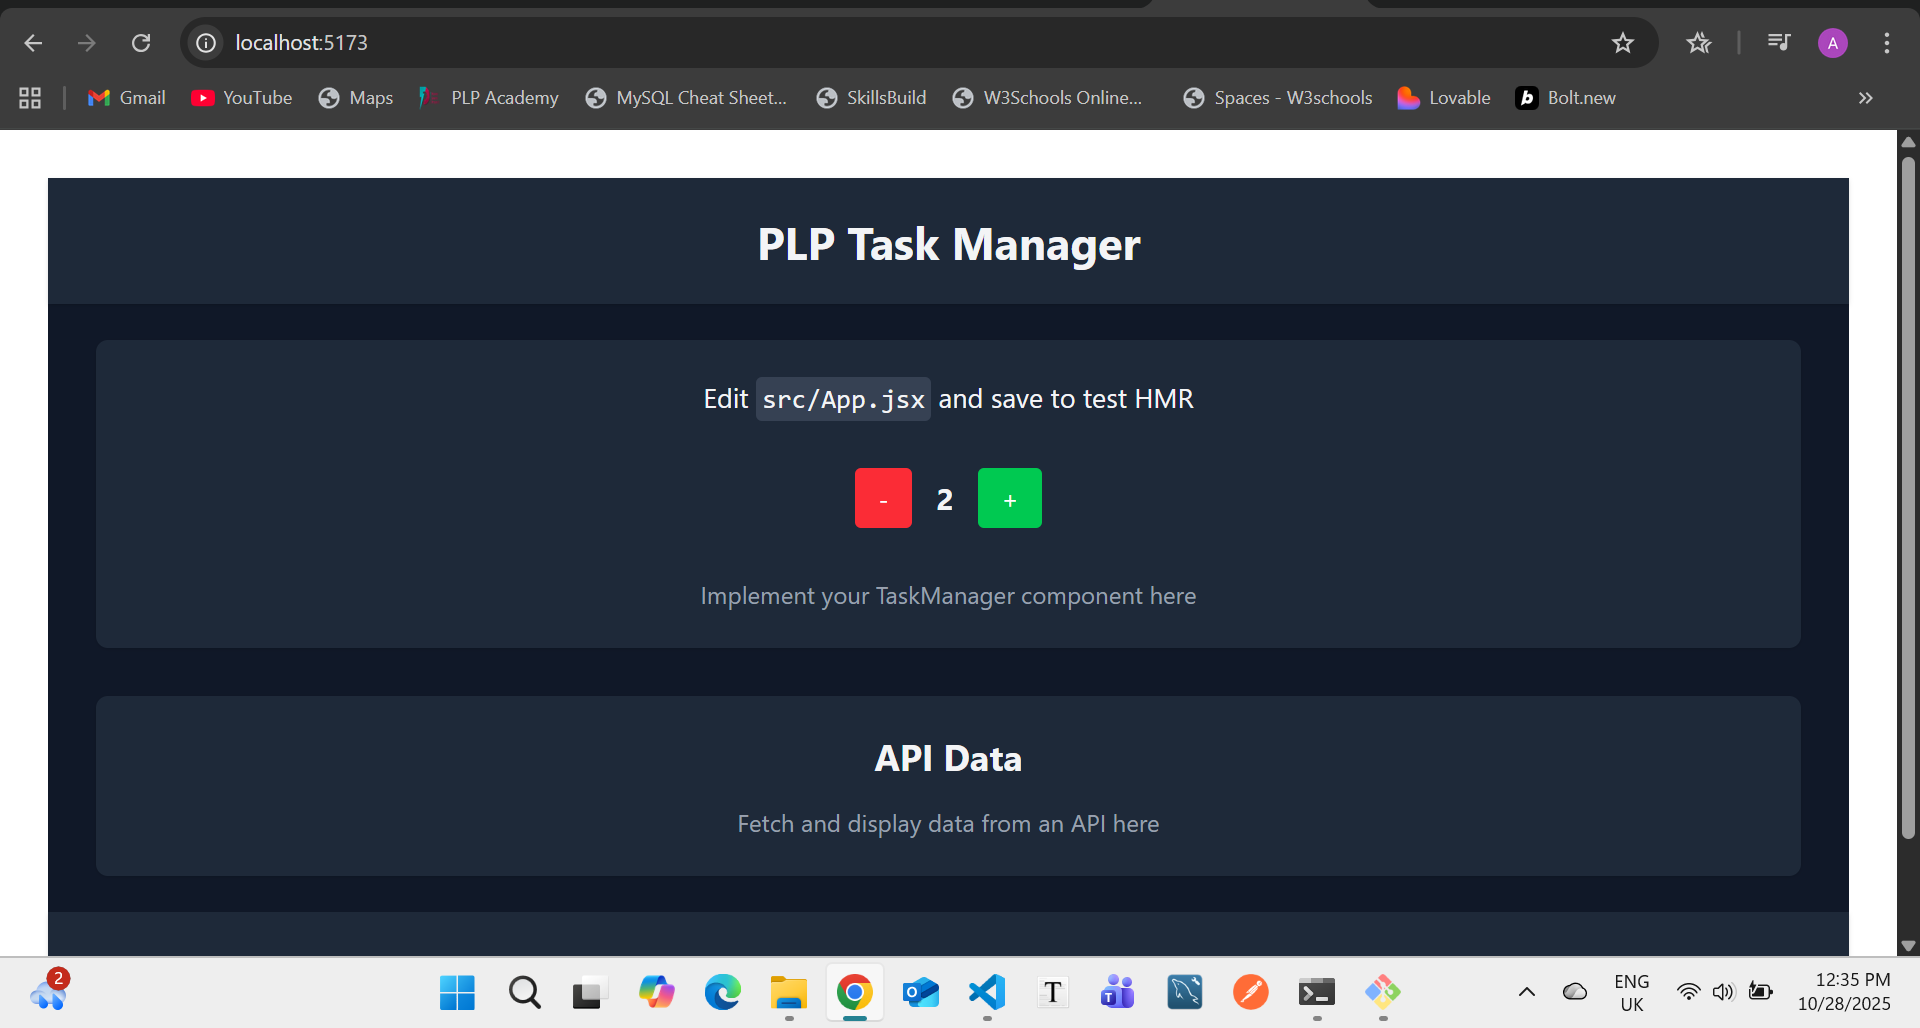 localhost:5173
A
Gmail YouTube Maps PLP Academy MySQL Cheat Sheet... SkillsBuild W3Schools Online... Spaces - W3schools Lovable b Bolt.new
PLP Task Manager
Edit src/App.jsx and save to test HMR
- 2 +
Implement your TaskManager component here
API Data
Fetch and display data from an API here
2
T
T
ENG
UK
12:35 PM
10/28/2025